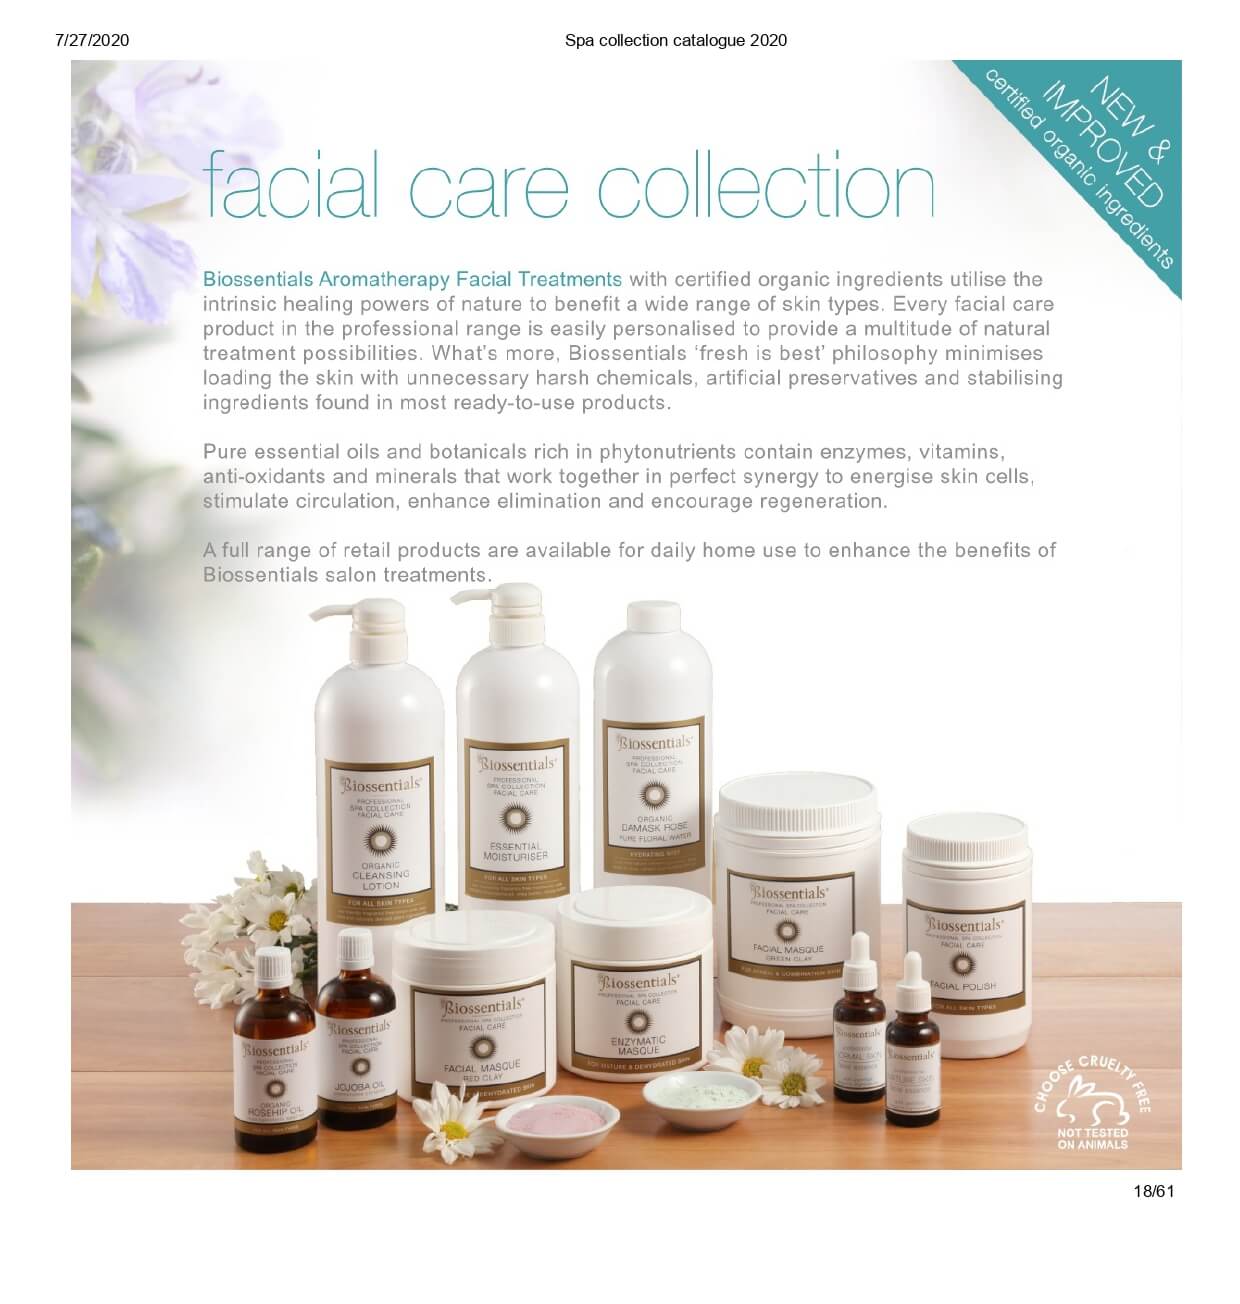 7/27/2020
Spa collection catalogue 2020
NEW &
IMPROVED
certified organic ingredients
facial care collection
Biossentials Aromatherapy Facial Treatments with certified organic ingredients utilise the
intrinsic healing powers of nature to benefit a wide range of skin types. Every facial care
product in the professional range is easily personalised to provide a multitude of natural
treatment possibilities. What's more, Biossentials ‘fresh is best’ philosophy minimises
loading the skin with unnecessary harsh chemicals, artificial preservatives and stabilising
ingredients found in most ready-to-use products.
Pure essential oils and botanicals rich in phytonutrients contain enzymes, vitamins,
anti-oxidants and minerals that work together in perfect synergy to energise skin cells,
stimulate circulation, enhance elimination and encourage regeneration.
A full range of retail products are available for daily home use to enhance the benefits of
Biossentials salon treatments.
Biossentials
PROFESSIONAL
SPA COLLECTION
FACIAL CARE
ORGANIC
CLEANSING
LOTION
FOR ALL SKIN TYPES
Biossentials
PROFESSIONAL
SPA COLLECTION
FACIAL CARE
ESSENTIAL
MOISTURISER
FOR ALL SKIN TYPES
Biossentials
PROFESSIONAL
SPA COLLECTION
FACIAL CARE
ORGANIC
DAMASK ROSE
PURE FLORAL WATER
HYDRATING MIST
Biossentials
PROFESSIONAL SPA COLLECTION
FACIAL CARE
FACIAL MASQUE
GREEN CLAY
& COMBINATION SKIN
Biossentials
PROFESSIONAL SPA COLLECTION
FACIAL CARE
FACIAL POLISH
FOR ALL SKIN TYPES
Biossentials
PROFESSIONAL
SPA COLLECTION
FACIAL CARE
ORGANIC
ROSEHIP OIL
Biossentials
PROFESSIONAL
SPA COLLECTION
FACIAL CARE
JOJOBA OIL
Biossentials
PROFESSIONAL SPA COLLECTION
FACIAL CARE
FACIAL MASQUE
RED CLAY
& DEHYDRATED SKIN
Biossentials
PROFESSIONAL SPA COLLECTION
FACIAL CARE
ENZYMATIC
MASQUE
FOR MATURE & DEHYDRATED SKIN
Biossentials
Biossentials
CHOOSE CRUELTY FREE
NOT TESTED
ON ANIMALS
18/61